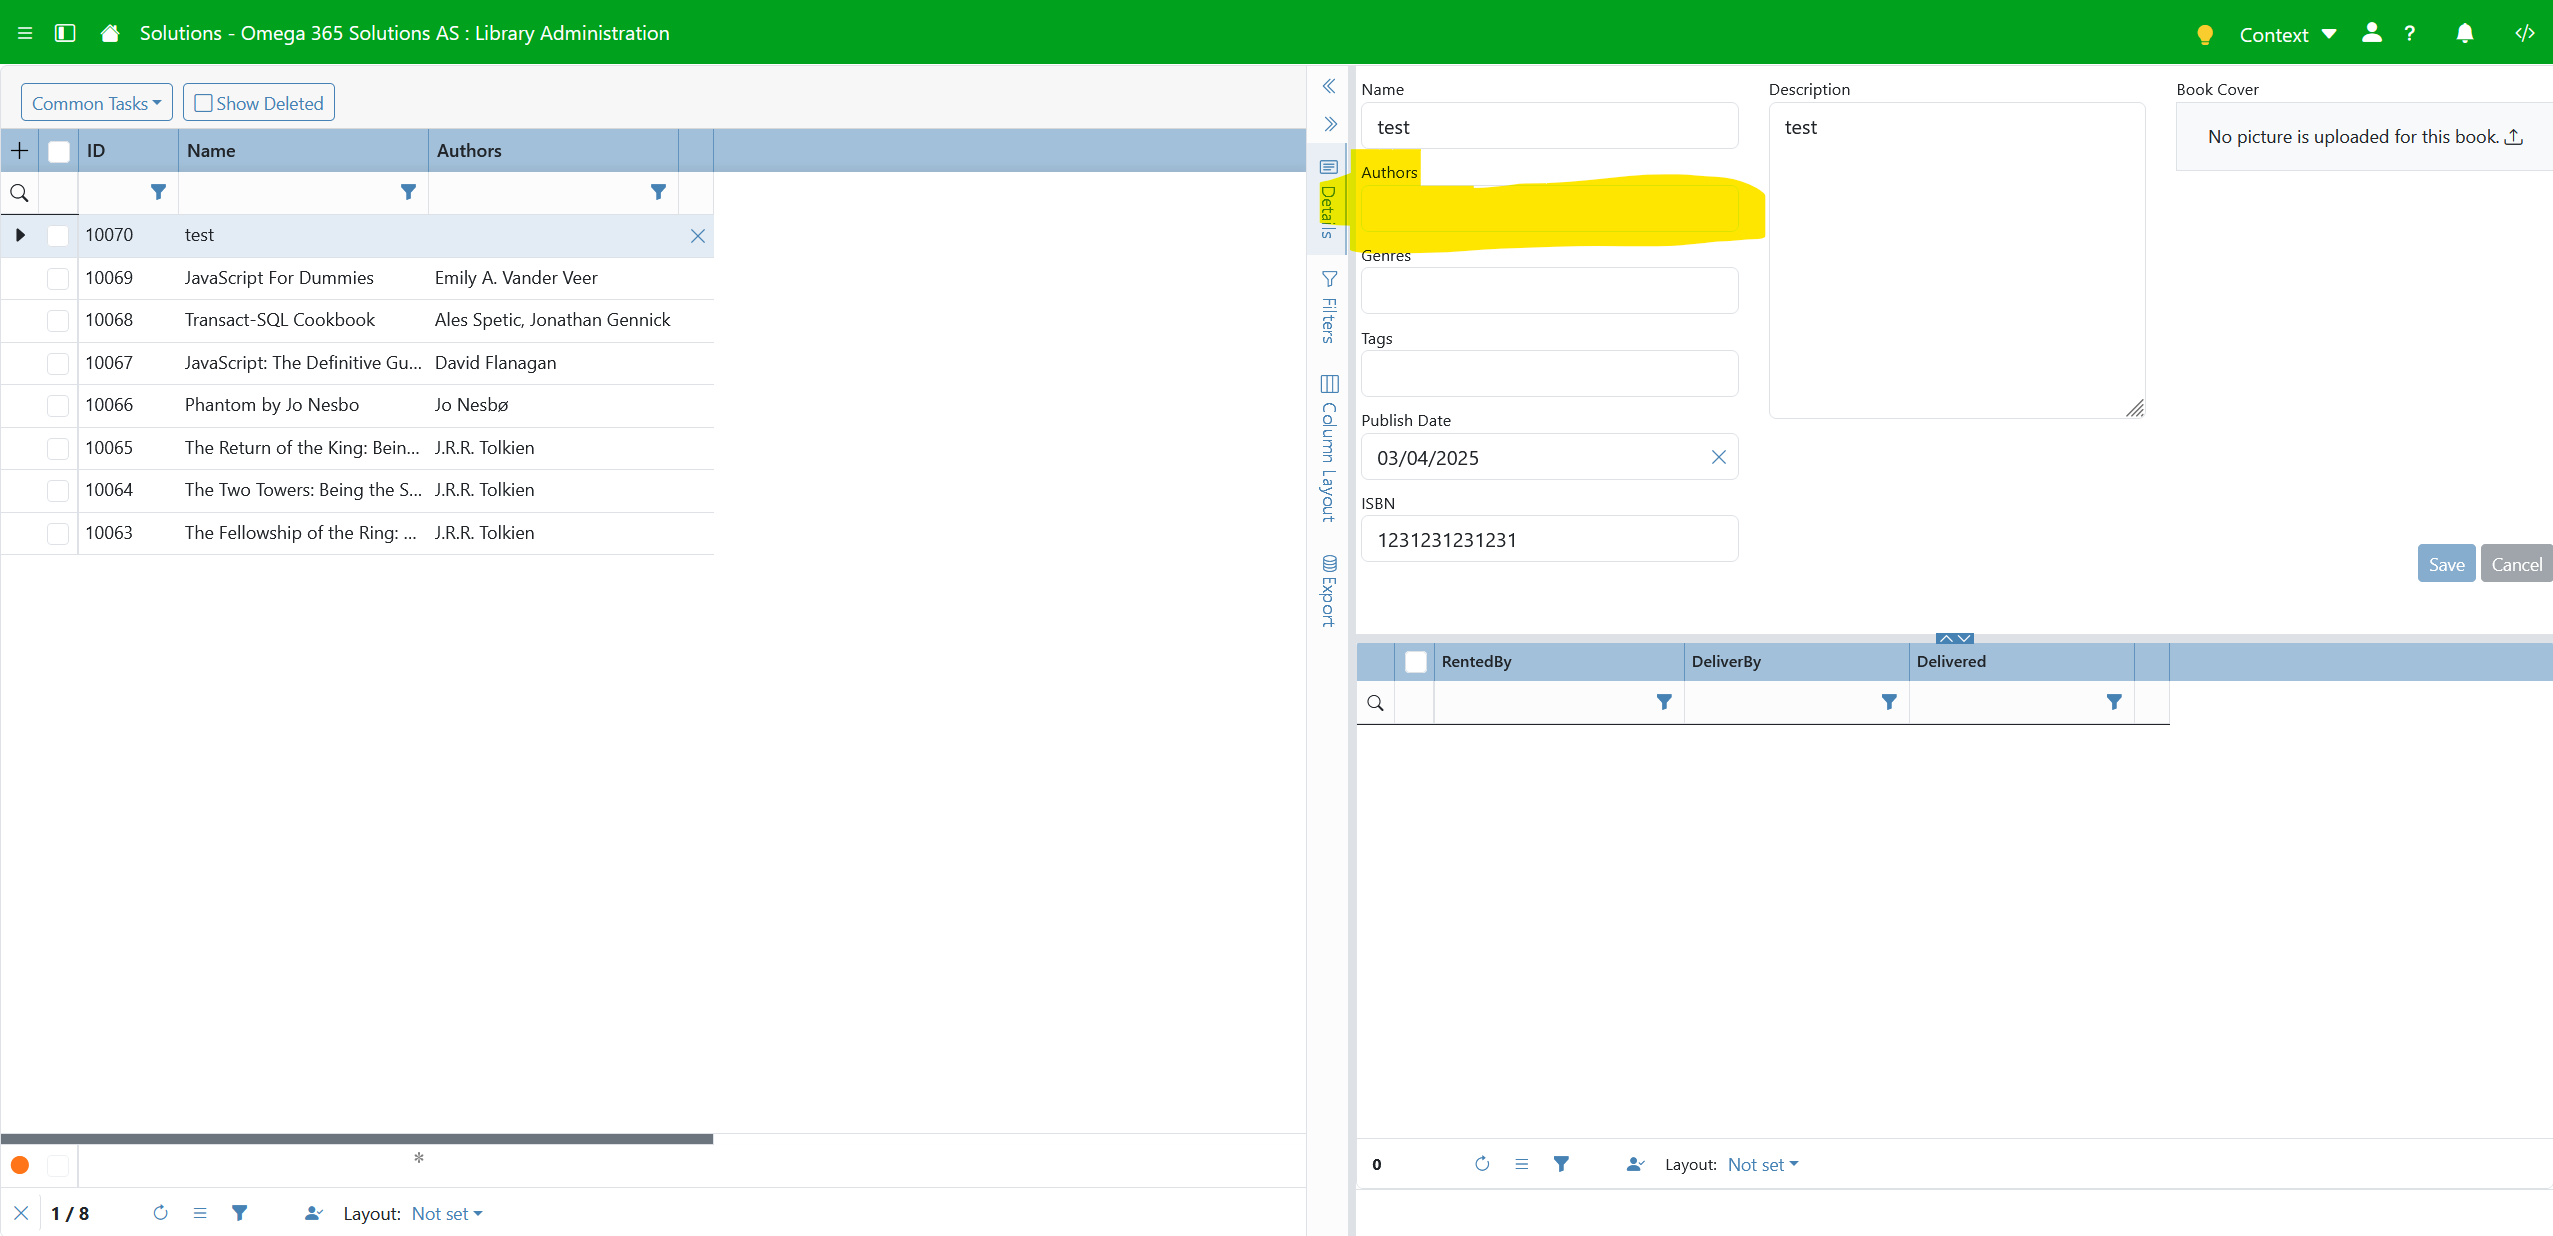 Solutions - Omega 365 Solutions AS : Library Administration
Context
?
Common Tasks
Show Deleted
ID Name Authors
10070 test
10069 JavaScript For Dummies Emily A. Vander Veer
10068 Transact-SQL Cookbook Ales Spetic, Jonathan Gennick
10067 JavaScript: The Definitive Gu... David Flanagan
10066 Phantom by Jo Nesbo Jo Nesbø
10065 The Return of the King: Bein... J.R.R. Tolkien
10064 The Two Towers: Being the S... J.R.R. Tolkien
10063 The Fellowship of the Ring: ... J.R.R. Tolkien
*
1 / 8
Layout: Not set
Details
Filters
Column Layout
Export
Name
test
Authors
Genres
Tags
Publish Date
03/04/2025
ISBN
1231231231231
Description
test
Book Cover
No picture is uploaded for this book.
Save Cancel
RentedBy DeliverBy Delivered
0
Layout: Not set